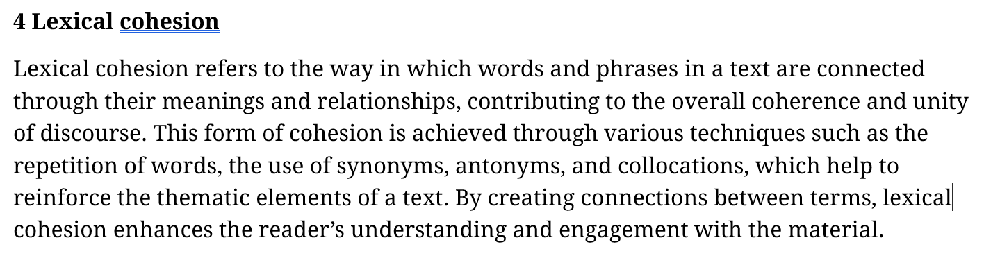 4 Lexical cohesion
Lexical cohesion refers to the way in which words and phrases in a text are connected
through their meanings and relationships, contributing to the overall coherence and unity
of discourse. This form of cohesion is achieved through various techniques such as the
repetition of words, the use of synonyms, antonyms, and collocations, which help to
reinforce the thematic elements of a text. By creating connections between terms, lexical
cohesion enhances the reader’s understanding and engagement with the material.